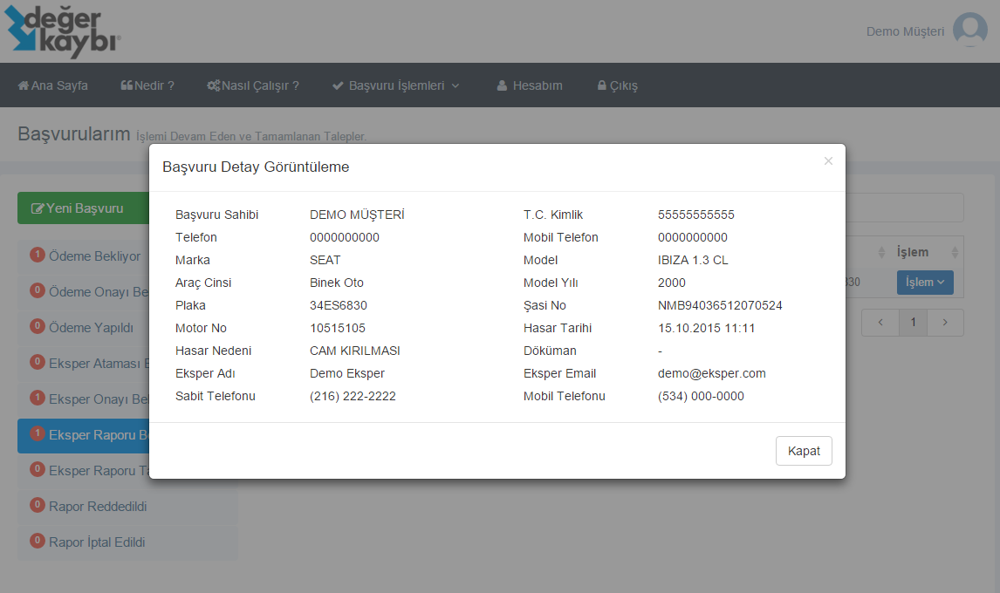 değer
kaybı
Demo Müşteri
Ana Sayfa Nedir ? Nasıl Çalışır ? Başvuru İşlemleri Hesabım Çıkış
Başvurularım İşlemi Devam Eden ve Tamamlanan Talepler.
Başvuru Detay Görüntüleme ×
Başvuru Sahibi DEMO MÜŞTERİ T.C. Kimlik 55555555555
Telefon 0000000000 Mobil Telefon 0000000000
Marka SEAT Model IBIZA 1.3 CL
Araç Cinsi Binek Oto Model Yılı 2000
Plaka 34ES6830 Şasi No NMB94036512070524
Motor No 10515105 Hasar Tarihi 15.10.2015 11:11
Hasar Nedeni CAM KIRILMASI Döküman -
Eksper Adı Demo Eksper Eksper Email demo@eksper.com
Sabit Telefonu (216) 222-2222 Mobil Telefonu (534) 000-0000
Kapat
Yeni Başvuru
1 Ödeme Bekliyor
0 Ödeme Onayı
0 Ödeme Yapıldı
0 Eksper Ataması
1 Eksper Onayı
1 Eksper Raporu
0 Eksper Raporu
0 Rapor Reddedildi
0 Rapor İptal Edildi
İşlem
830 İşlem
‹ 1 ›